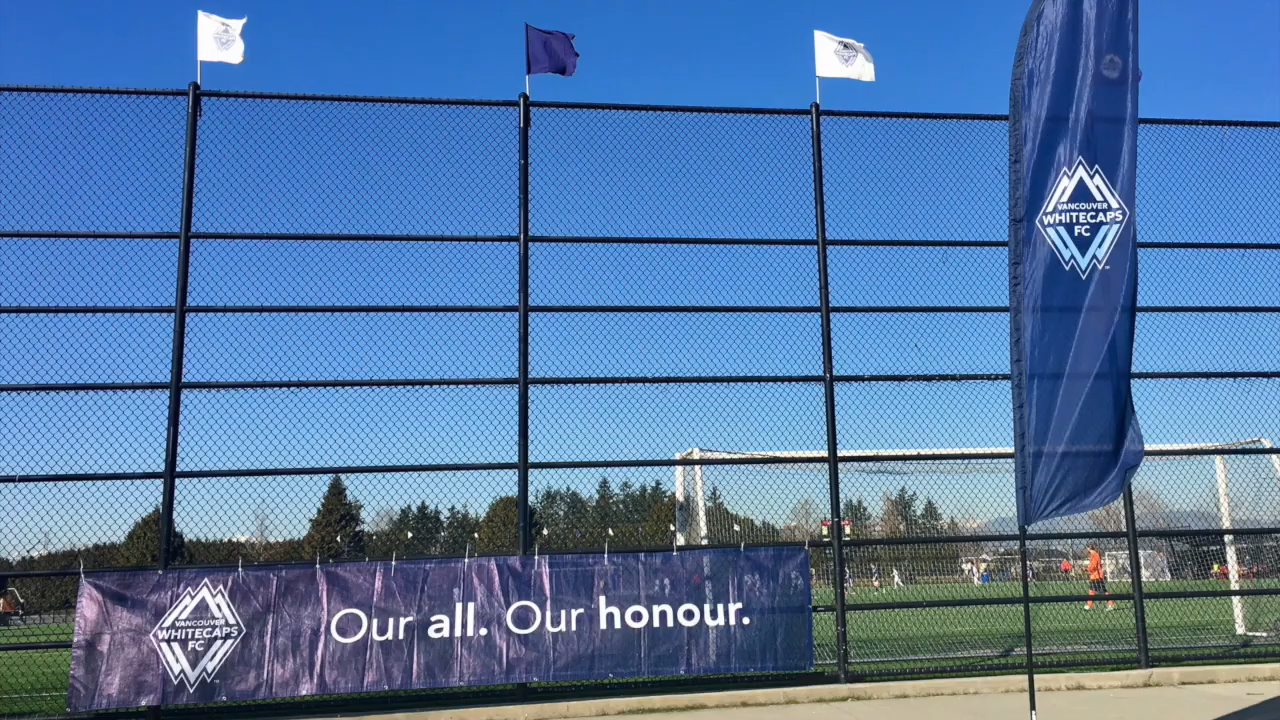 VANCOUVER
WHITECAPS
FC
VANCOUVER
WHITECAPS
FC
Our all. Our honour.